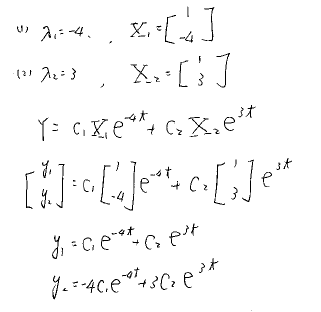 (1) λ₁=-4. , X₁=[1 -4]
(2) λ₂=3 , X₂=[1 3]
Y= C₁X₁e^{-4t}+ C₂X₂e^{3t}
[y₁ y₂]=C₁[1 -4]e^{-4t}+ C₂[1 3]e^{3t}
y₁=C₁e^{-4t}+C₂e^{3t}
y₂=-4C₁e^{-4t}+3C₂e^{3t}